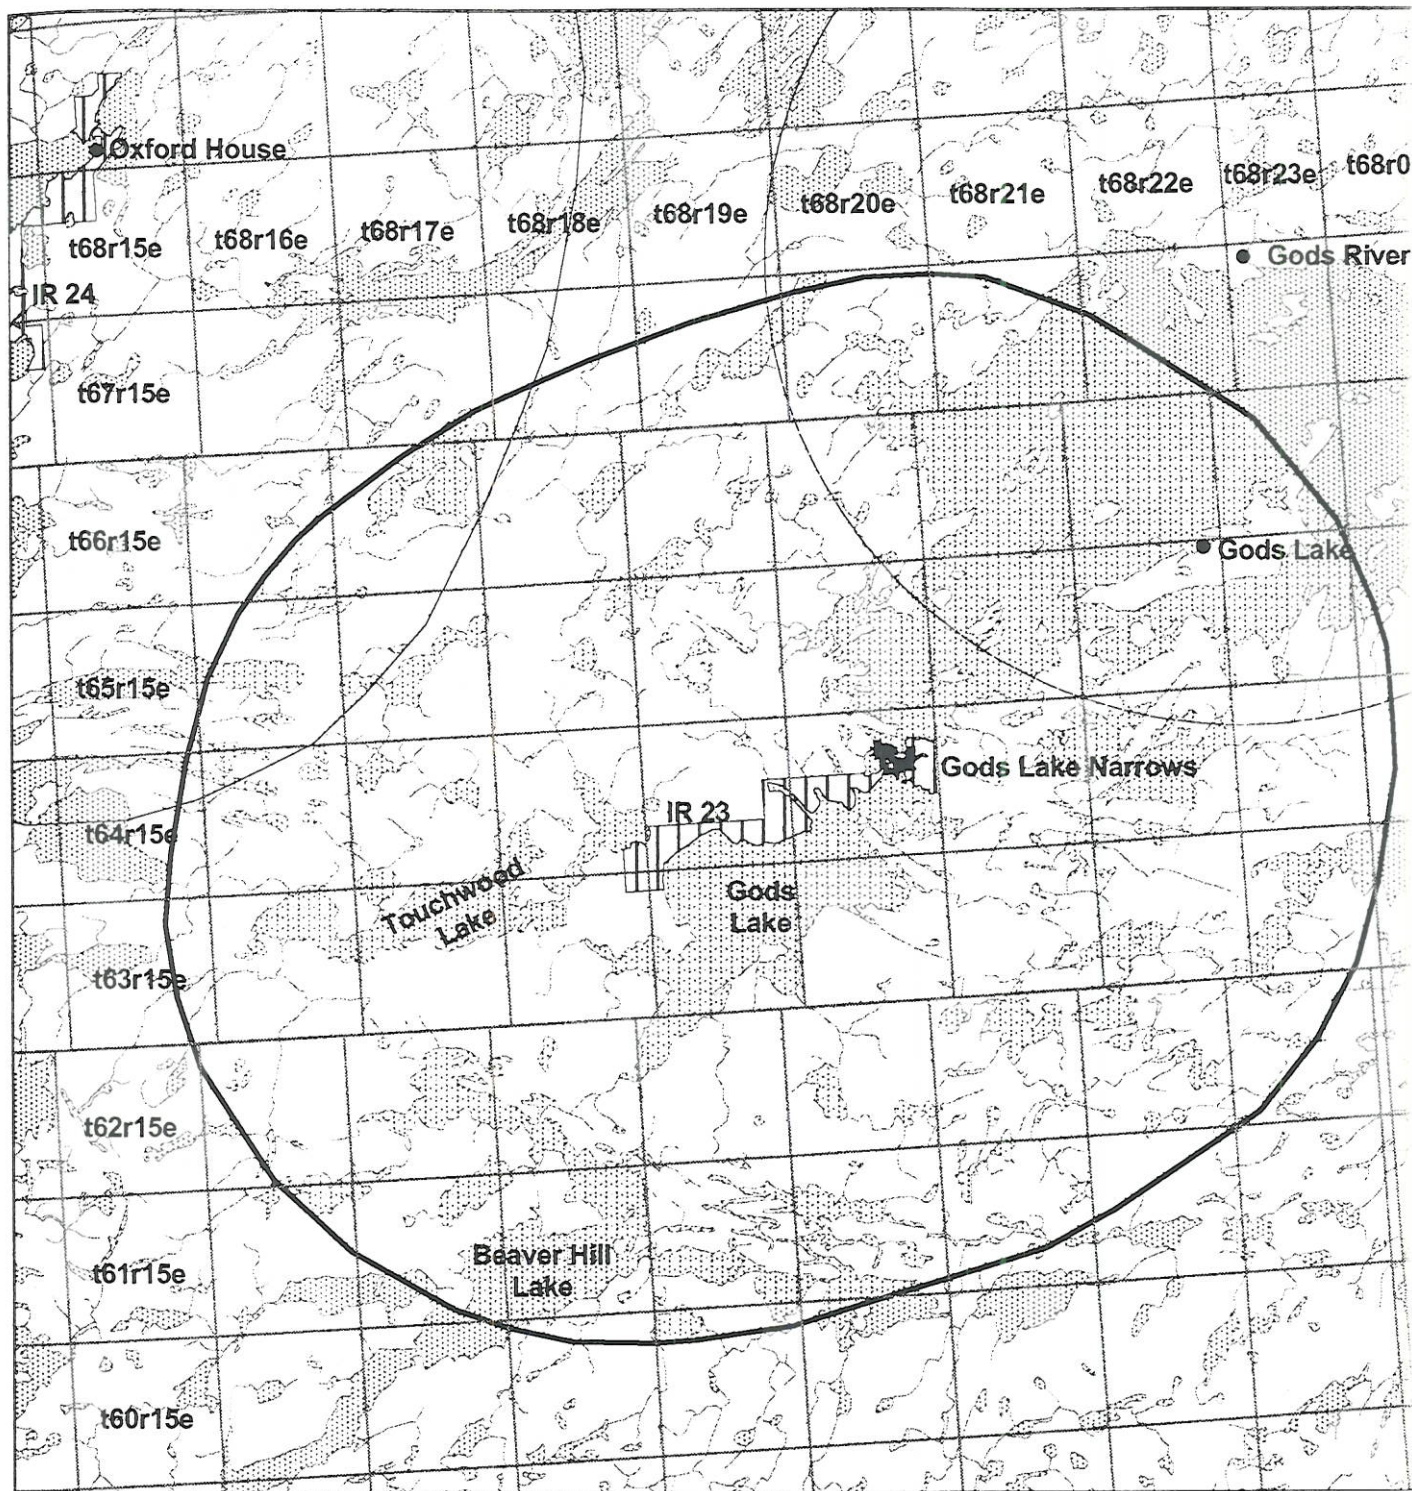 Oxford House
t68r15e
t68r16e
t68r17e
t68r18e
t68r19e
t68r20e
t68r21e
t68r22e
t68r23e
t68r0
Gods River
IR 24
t67r15e
t66r15e
Gods Lake
t65r15e
Gods Lake Narrows
IR 23
t64r15e
Touchwood
Lake
Gods
Lake
t63r15e
t62r15e
Beaver Hill
Lake
t61r15e
t60r15e